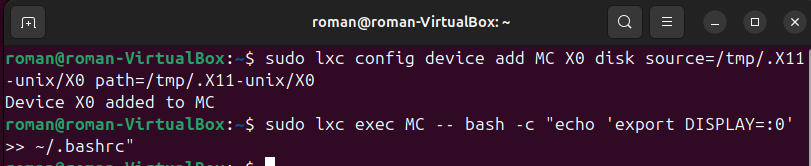 roman@roman-VirtualBox: ~
roman@roman-VirtualBox:~$ sudo lxc config device add MC X0 disk source=/tmp/.X11
-unix/X0 path=/tmp/.X11-unix/X0
Device X0 added to MC
roman@roman-VirtualBox:~$ sudo lxc exec MC -- bash -c "echo 'export DISPLAY=:0'
>> ~/.bashrc"
roman@roman-VirtualBox:~$